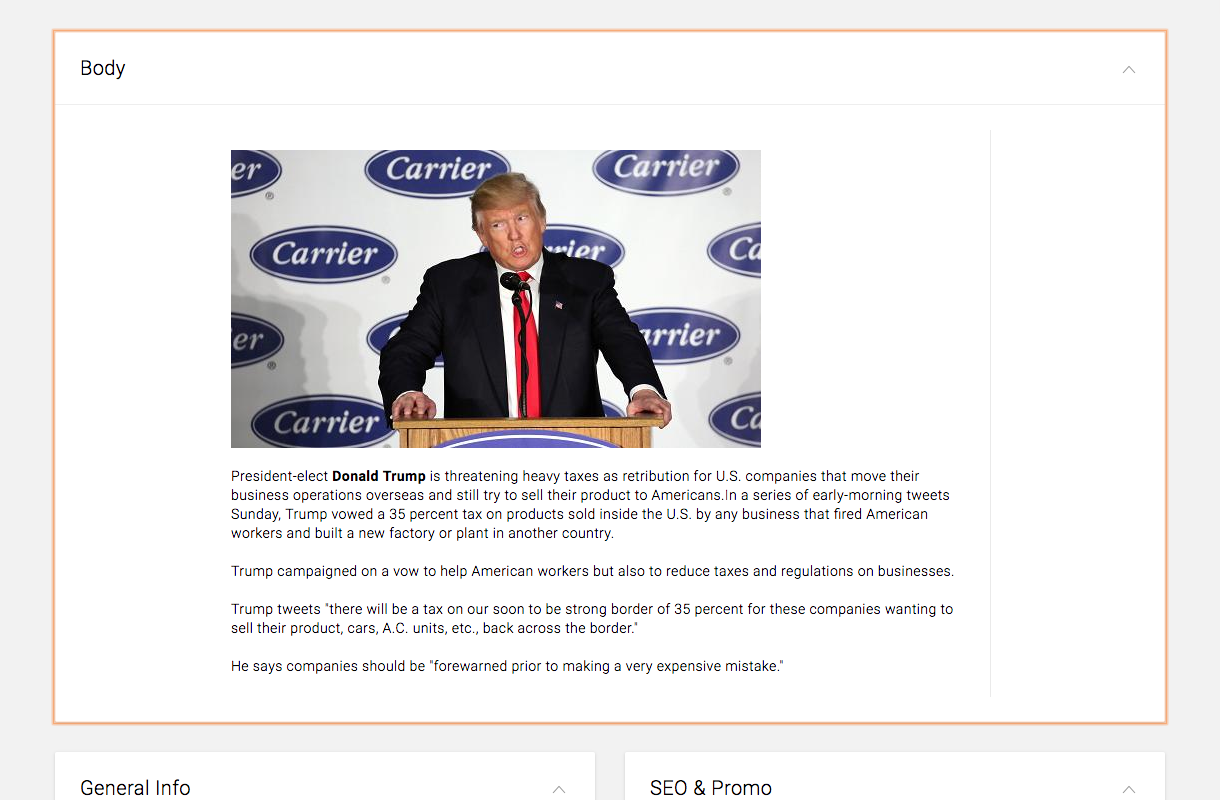 Body
er
Carrier
Carrier
®
®
Carrier
rrier
Ca
®
er
rrier
®
®
Carrier
Ca
President-elect Donald Trump is threatening heavy taxes as retribution for U.S. companies that move their
business operations overseas and still try to sell their product to Americans.In a series of early-morning tweets
Sunday, Trump vowed a 35 percent tax on products sold inside the U.S. by any business that fired American
workers and built a new factory or plant in another country.
Trump campaigned on a vow to help American workers but also to reduce taxes and regulations on businesses.
Trump tweets "there will be a tax on our soon to be strong border of 35 percent for these companies wanting to
sell their product, cars, A.C. units, etc., back across the border."
He says companies should be "forewarned prior to making a very expensive mistake."
General Info
SEO & Promo